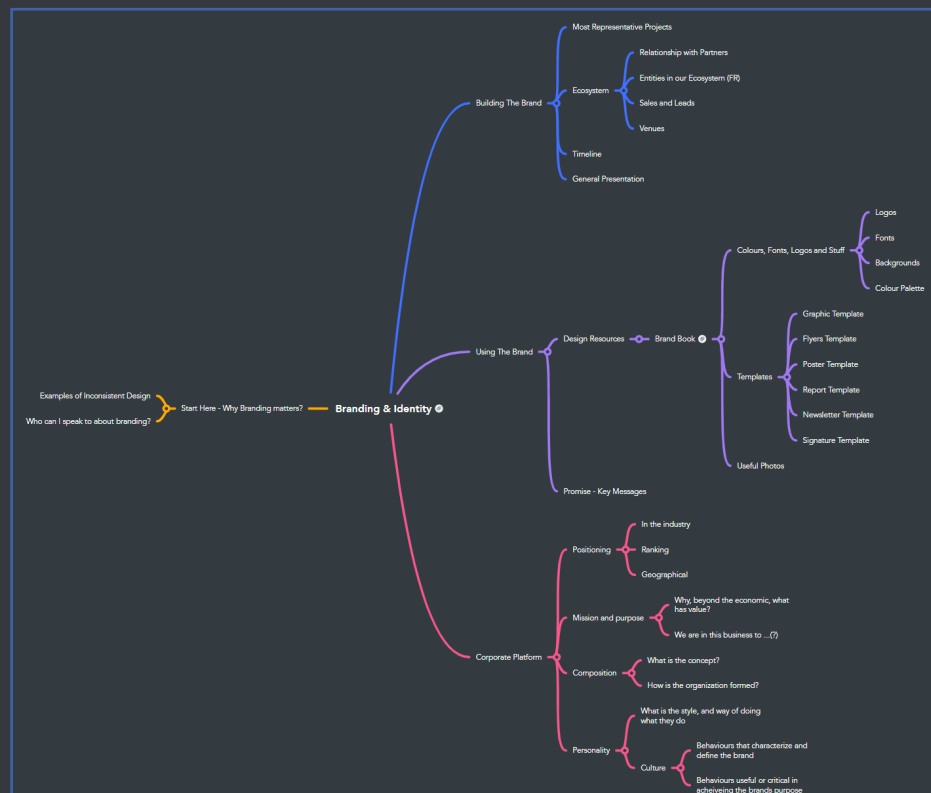 Most Representative Projects
Relationship with Partners
Entities in our Ecosystem (FR)
Ecosystem
Sales and Leads
Building The Brand
Venues
Timeline
General Presentation
Logos
Fonts
Colours, Fonts, Logos and Stuff
Backgrounds
Colour Palette
Graphic Template
Design Resources
Brand Book
Flyers Template
Using The Brand
Poster Template
Templates
Report Template
Newsletter Template
Signature Template
Useful Photos
Promise - Key Messages
Examples of Inconsistent Design
Start Here - Why Branding matters?
Branding & Identity
Who can I speak to about branding?
In the industry
Positioning
Ranking
Geographical
Why, beyond the economic, what
has value?
Mission and purpose
We are in this business to ...(?)
Corporate Platform
What is the concept?
Composition
How is the organization formed?
What is the style, and way of doing
what they do
Personality
Behaviours that characterize and
define the brand
Culture
Behaviours useful or critical in
acheiveing the brands purpose